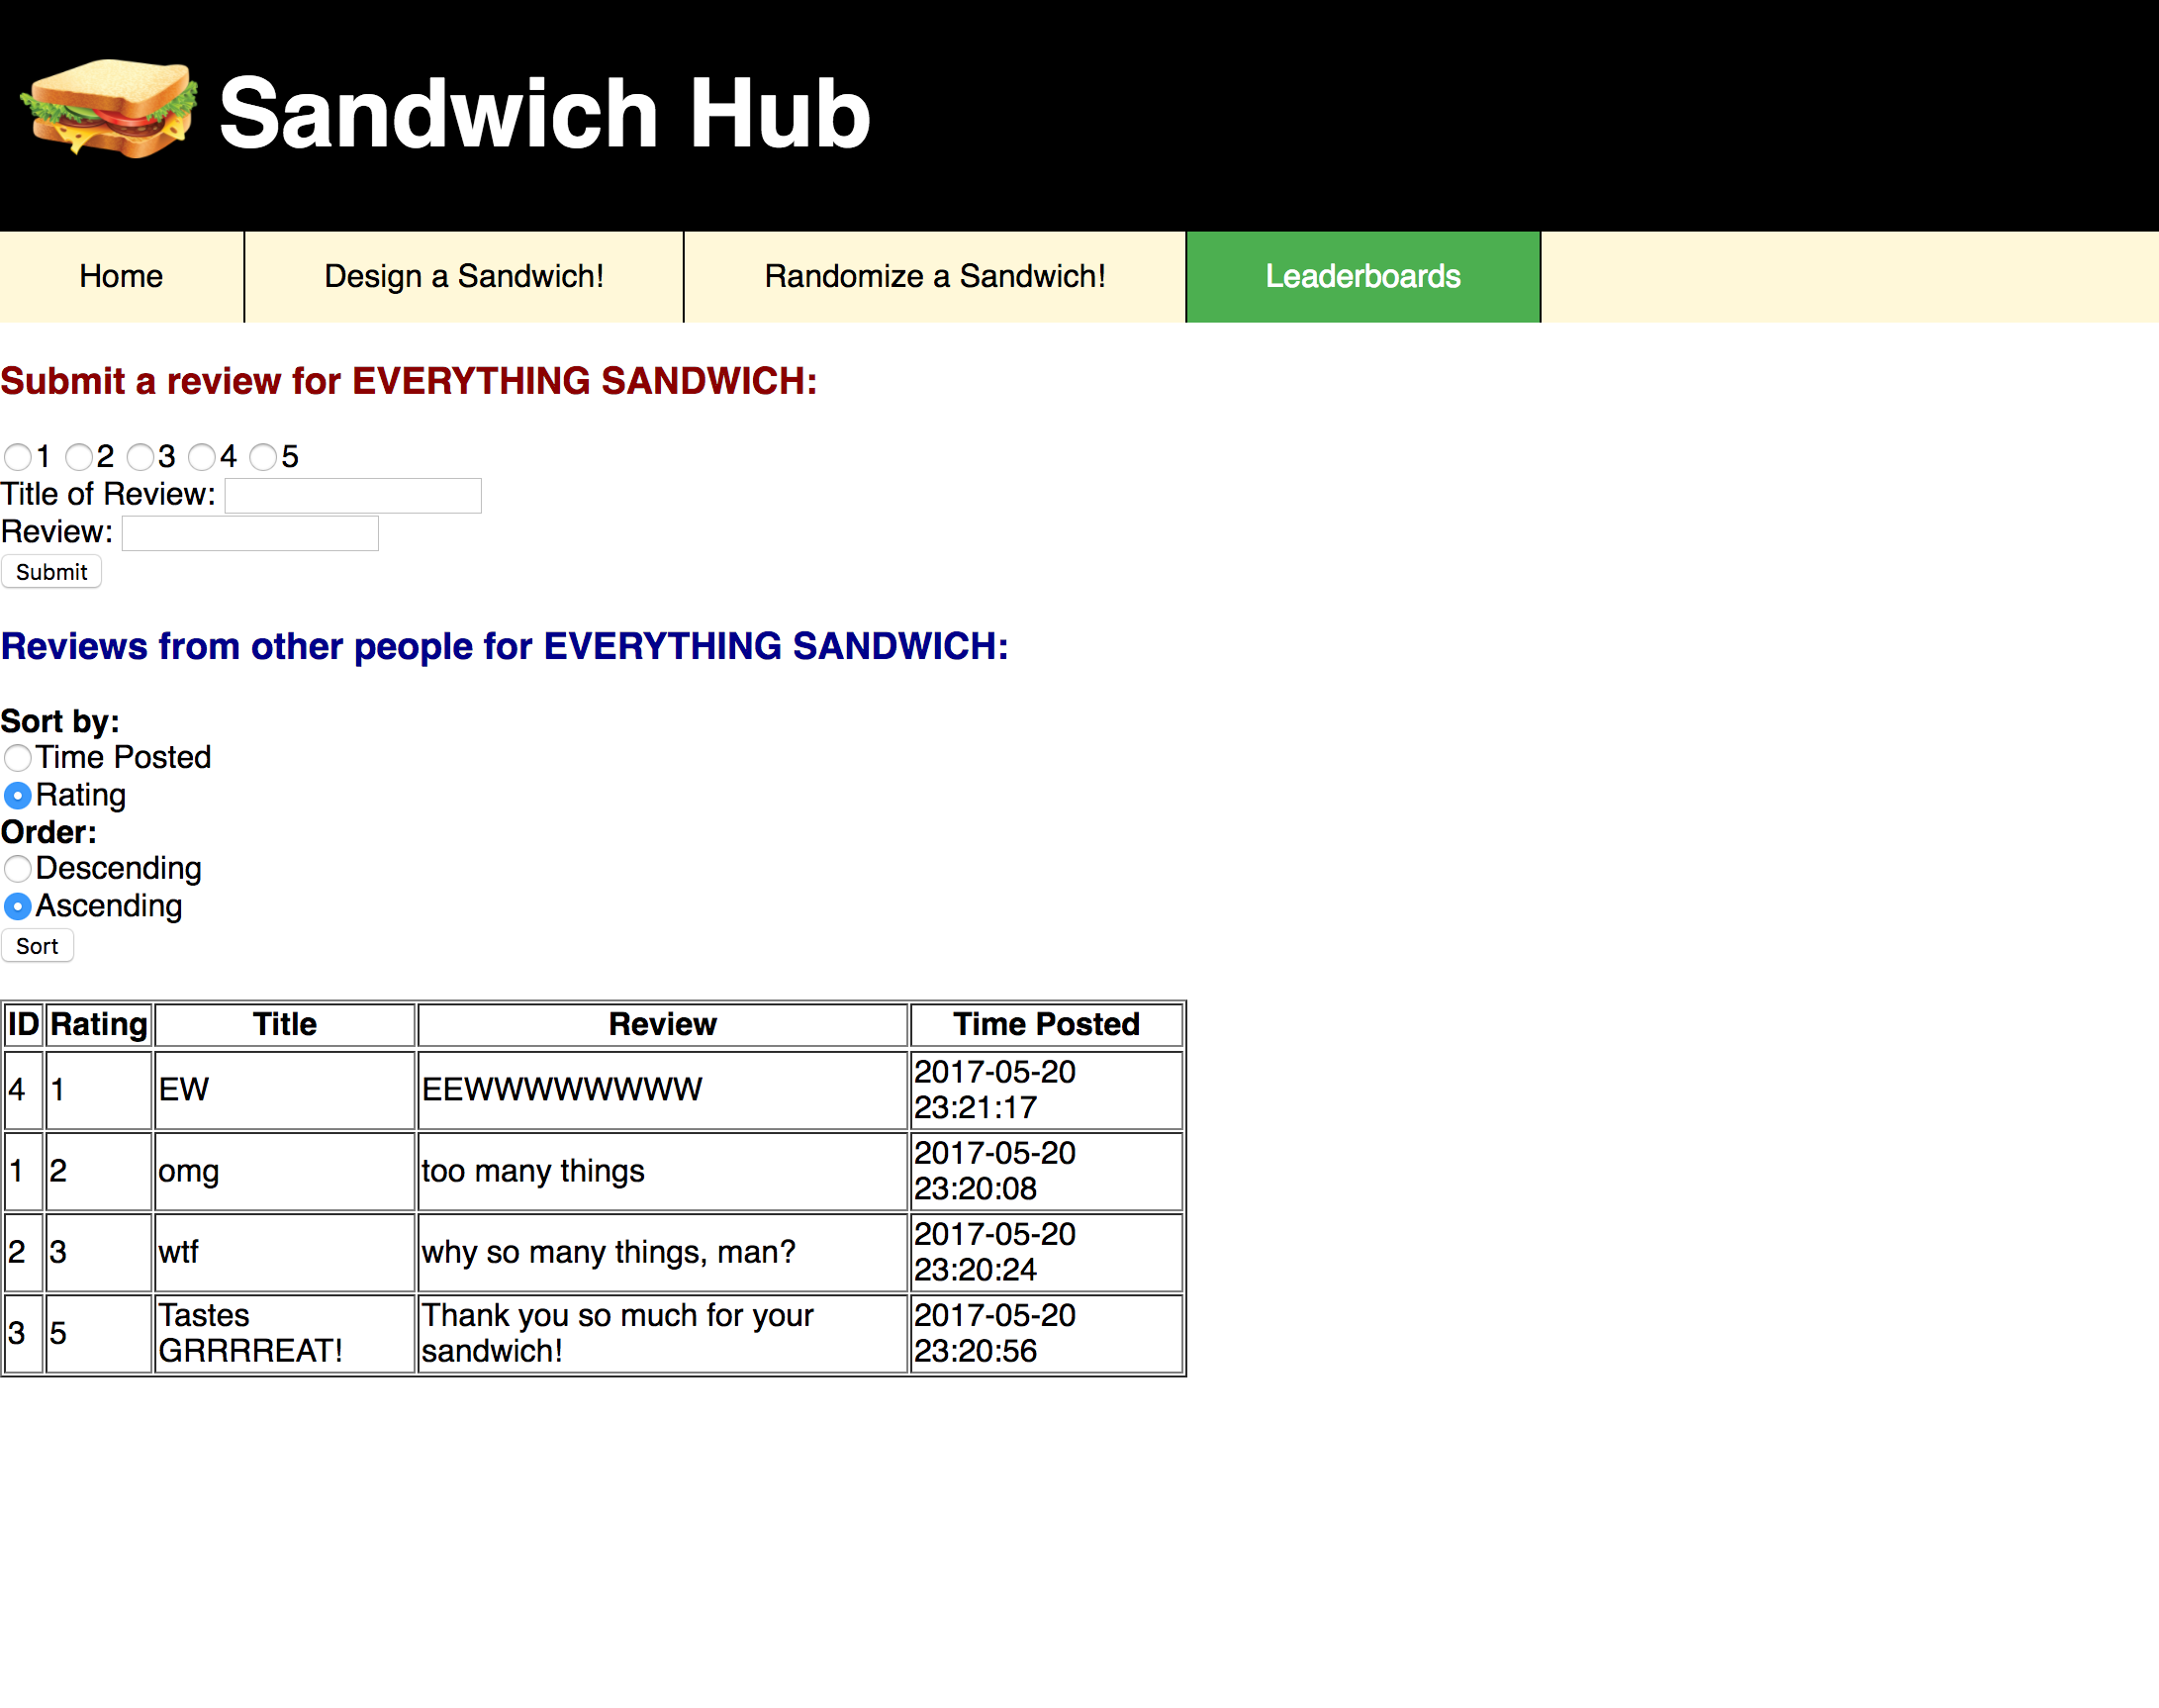 Sandwich Hub
Home Design a Sandwich! Randomize a Sandwich! Leaderboards
Submit a review for EVERYTHING SANDWICH:
1 2 3 4 5
Title of Review:
Review:
Submit
Reviews from other people for EVERYTHING SANDWICH:
Sort by:
Time Posted
Rating
Order:
Descending
Ascending
Sort
ID Rating Title Review Time Posted
4 1 EW EEWWWWWWWW 2017-05-20
23:21:17
1 2 omg too many things 2017-05-20
23:20:08
2 3 wtf why so many things, man? 2017-05-20
23:20:24
3 5 Tastes Thank you so much for your 2017-05-20
GRRRREAT! sandwich! 23:20:56